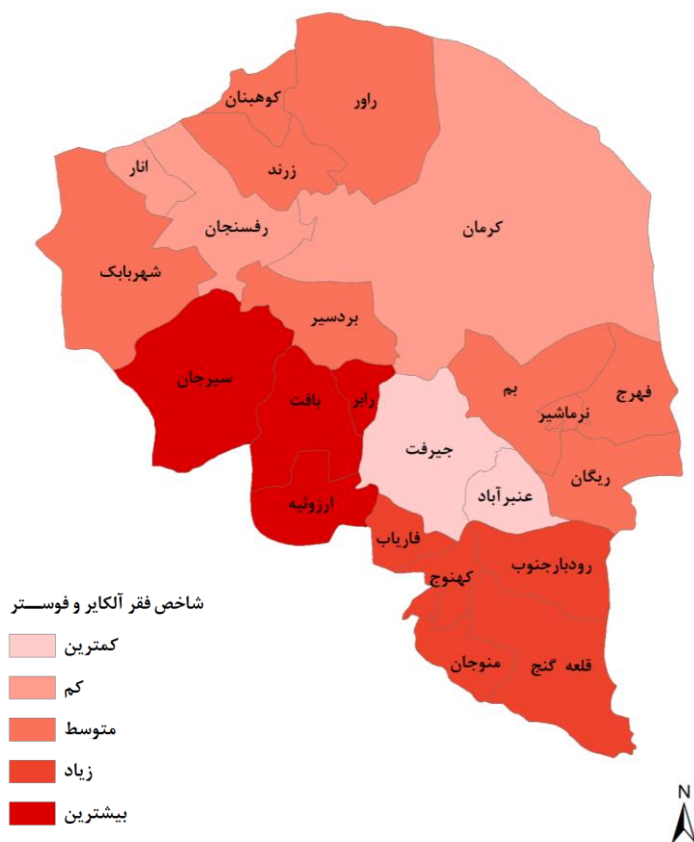 کوهبنان
راور
زرند
انار
رفسنجان
کرمان
شهربابک
بردسیر
سیرجان
بافت
رابر
بم
نرماشیر
فهرج
جیرفت
ریگان
عنبرآباد
ارزوئیه
فاریاب
رودبارجنوب
کهنوج
منوجان
قلعه گنج
شاخص فقر آلکایر و فوستر
کمترین
کم
متوسط
زیاد
بیشترین
N